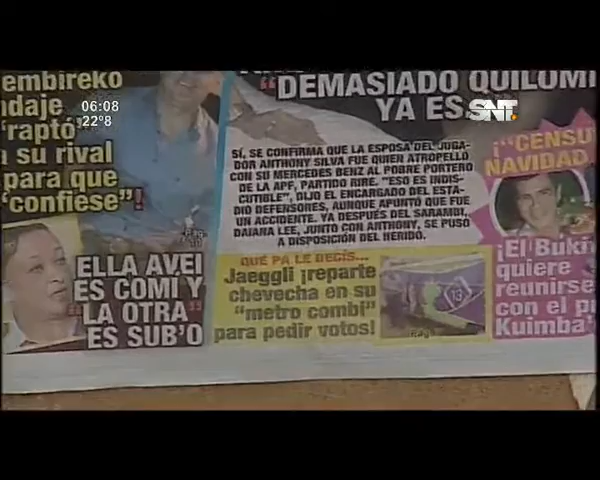 embireko
daje
"raptó"
a su rival
para que
"confiese"!
06:08
22°8
"DEMASIADO QUILOM
YA ES
SNT
SÍ, SE CONFIRMA QUE LA ESPOSA DEL JUGA-
DOR ANTHONY SILVA FUE QUIEN ATROPELLÓ
CON SU MERCEDES BENZ AL POBRE PORTERO
DE LA APF, PARTIDO RIRE. "ESO ES INDIS-
CUTIBLE", DIJO EL ENCARGADO DEL ESTA-
DIO DEFENSORES, AUNQUE APUNTÓ QUE FUE
UN ACCIDENTE. YA DESPUÉS DEL SARAMBI,
DAIANA LEE, JUNTO CON ANTHONY, SE PUSO
A DISPOSICIÓN DEL HERIDO.
¡"CENSU
NAVIDAD
¡El Buki
quiere
reunirse
con el p
Kuimba
ELLA AVEI
ES COMÍ Y
"LA OTRA"
ES SUB'O
QUÉ PA LE DECÍS...
Jaeggli ¡reparte
chevecha en su
"metro combi"
para pedir votos!
13